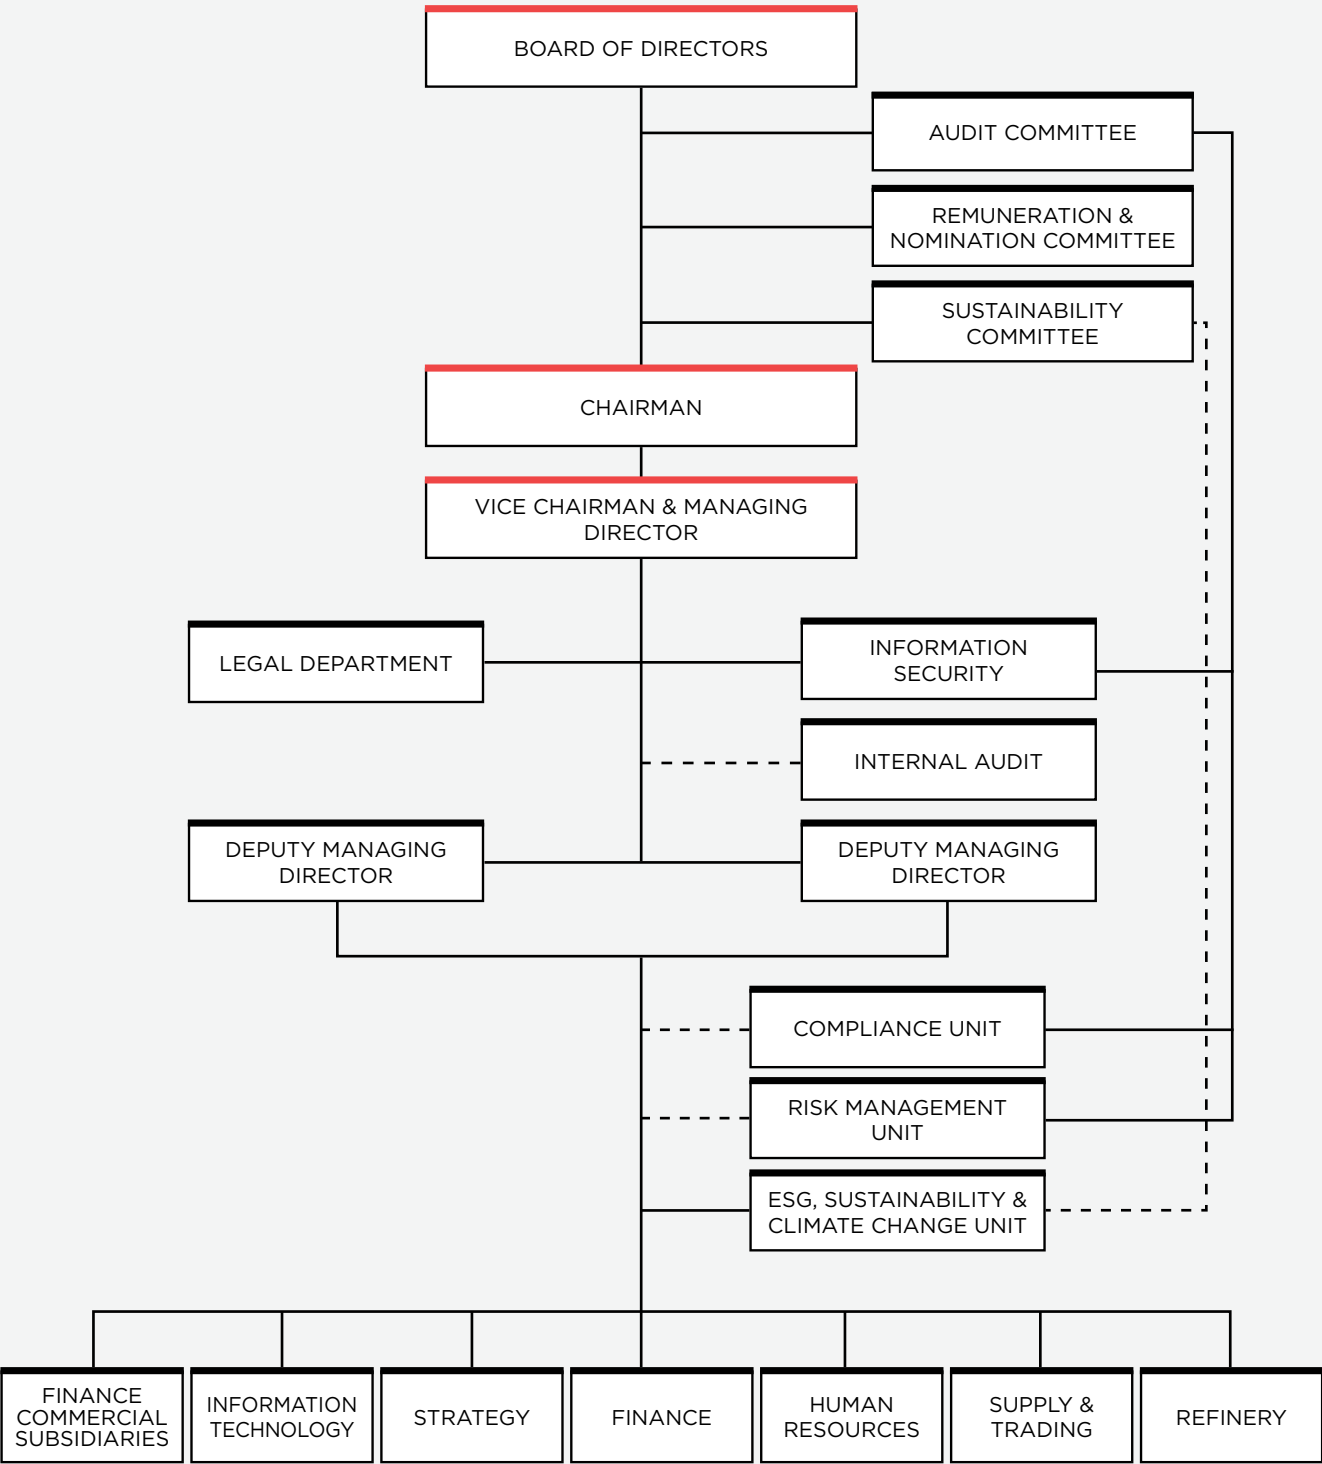 BOARD OF DIRECTORS
AUDIT COMMITTEE
REMUNERATION &
NOMINATION COMMITTEE
SUSTAINABILITY
COMMITTEE
CHAIRMAN
VICE CHAIRMAN & MANAGING
DIRECTOR
LEGAL DEPARTMENT
INFORMATION
SECURITY
INTERNAL AUDIT
DEPUTY MANAGING
DIRECTOR
DEPUTY MANAGING
DIRECTOR
COMPLIANCE UNIT
RISK MANAGEMENT
UNIT
ESG, SUSTAINABILITY &
CLIMATE CHANGE UNIT
FINANCE
COMMERCIAL
SUBSIDIARIES
INFORMATION
TECHNOLOGY
STRATEGY
FINANCE
HUMAN
RESOURCES
SUPPLY &
TRADING
REFINERY